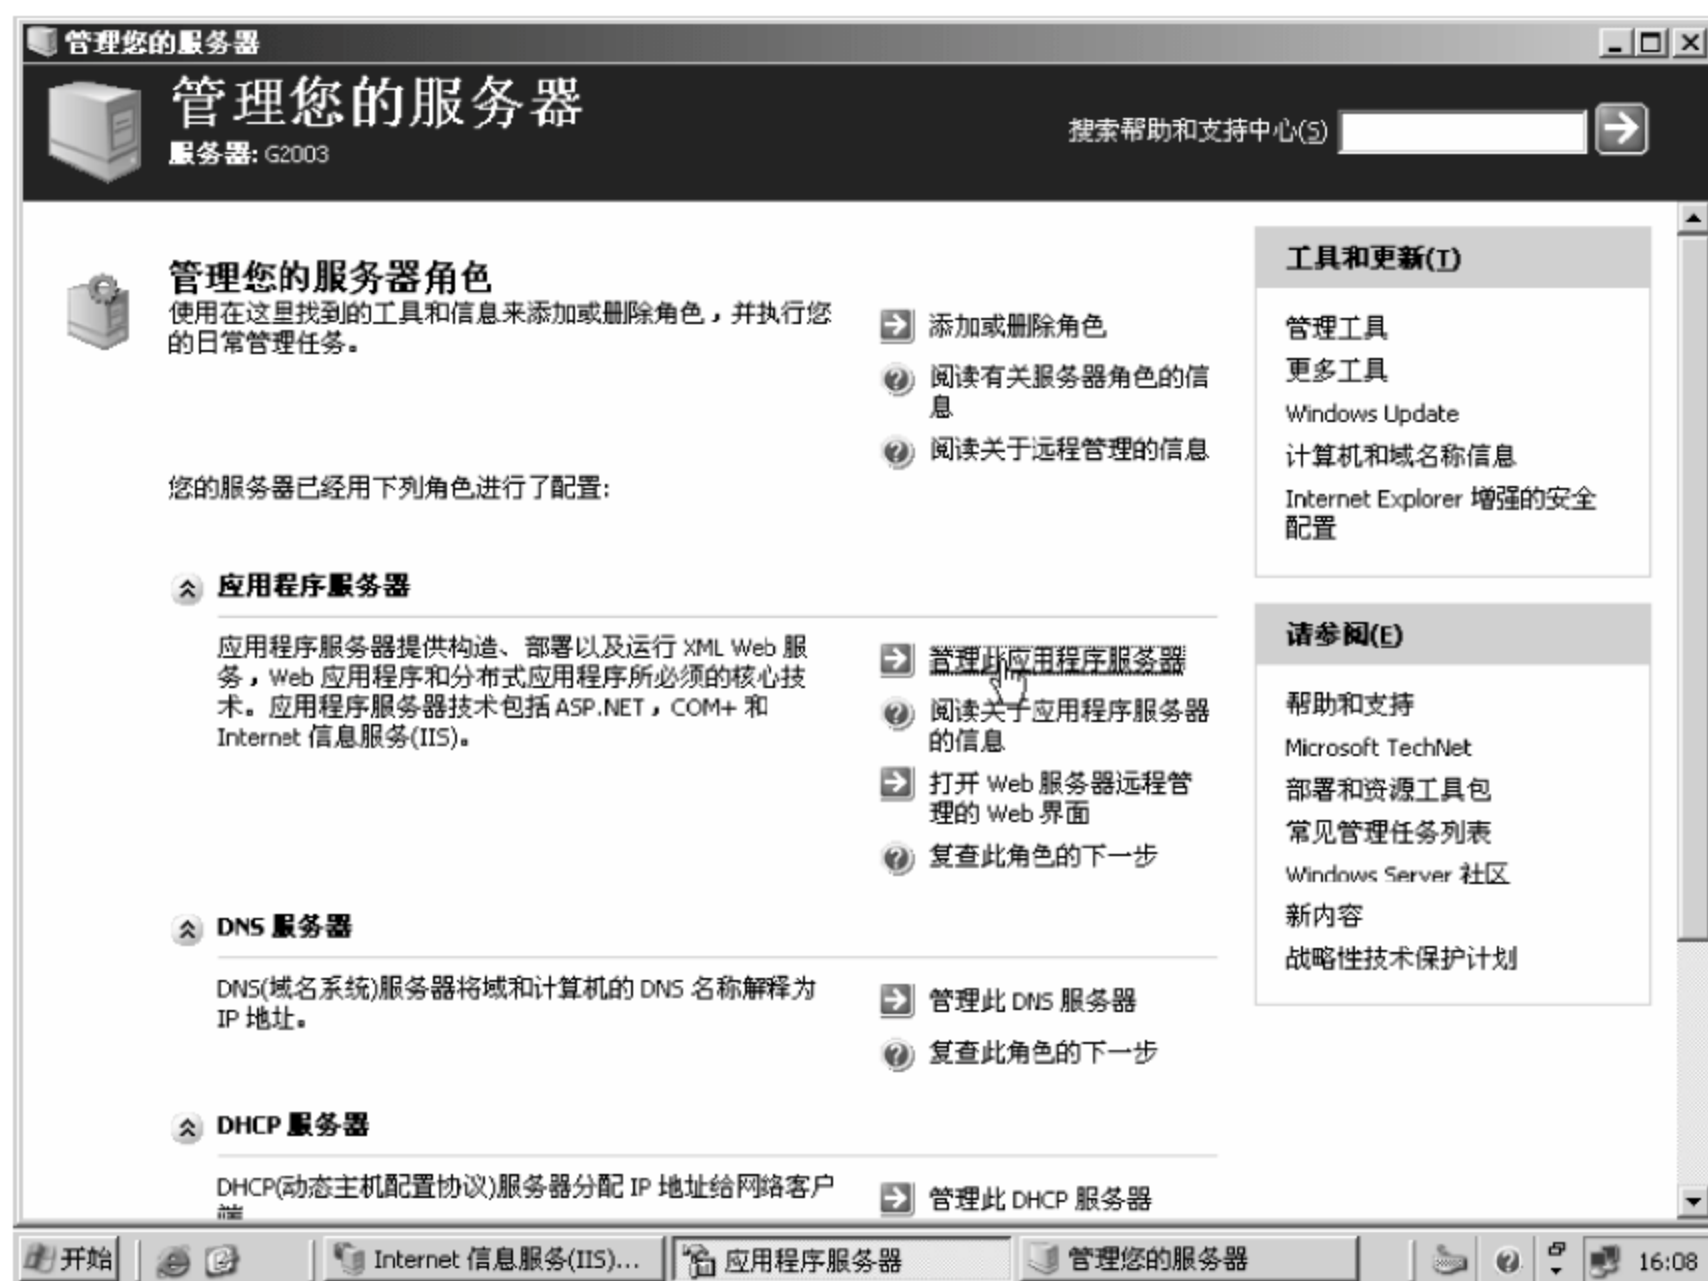 管理您的服务器
管理您的服务器
服务器: G2003
搜索帮助和支持中心(S)
管理您的服务器角色
使用在这里找到的工具和信息来添加或删除角色，并执行您
的日常管理任务。
添加或删除角色
阅读有关服务器角色的信
息
阅读关于远程管理的信息
您的服务器已经用下列角色进行了配置:
应用程序服务器
应用程序服务器提供构造、部署以及运行 XML Web 服
务，Web 应用程序和分布式应用程序所必须的核心技
术。应用程序服务器技术包括 ASP.NET，COM+ 和
Internet 信息服务(IIS)。
管理此应用程序服务器
阅读关于应用程序服务器
的信息
打开 Web 服务器远程管
理的 Web 界面
复查此角色的下一步
DNS 服务器
DNS(域名系统)服务器将域和计算机的 DNS 名称解释为
IP 地址。
管理此 DNS 服务器
复查此角色的下一步
DHCP 服务器
DHCP(动态主机配置协议)服务器分配 IP 地址给网络客户
端
管理此 DHCP 服务器
工具和更新(T)
管理工具
更多工具
Windows Update
计算机和域名称信息
Internet Explorer 增强的安全
配置
请参阅(E)
帮助和支持
Microsoft TechNet
部署和资源工具包
常见管理任务列表
Windows Server 社区
新内容
战略性技术保护计划
开始
Internet 信息服务(IIS)...
应用程序服务器
管理您的服务器
16:08